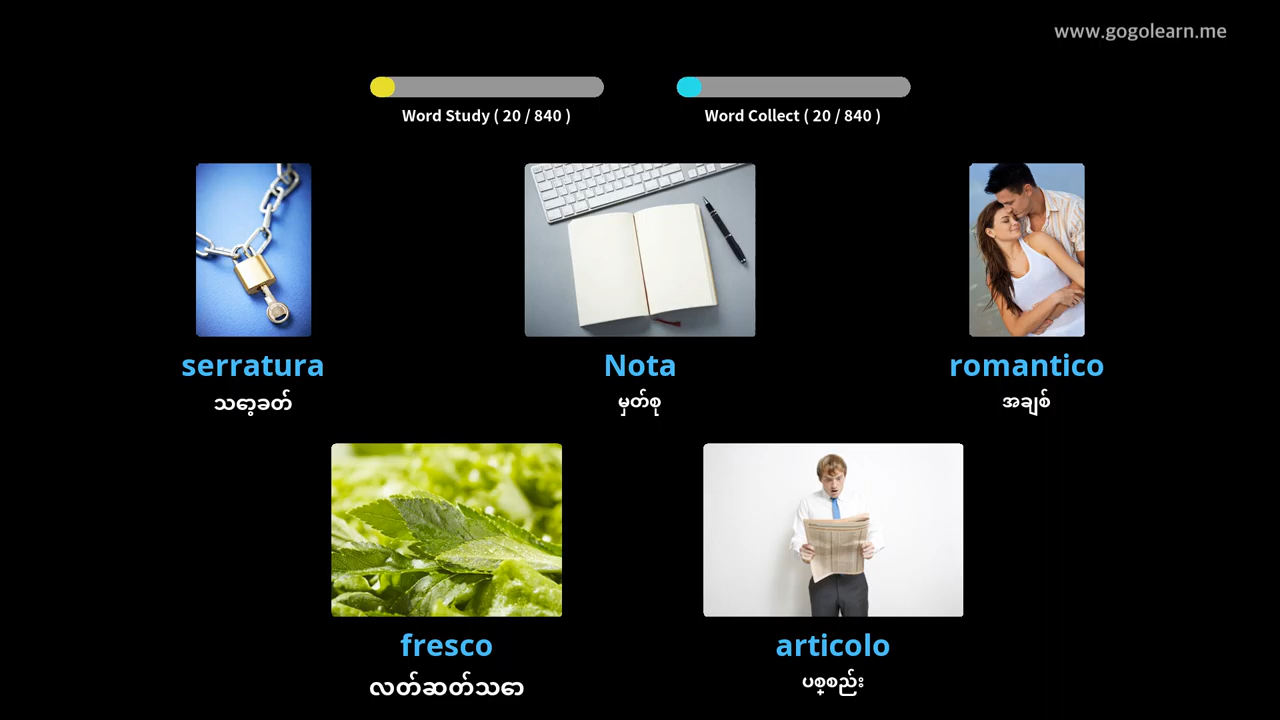 www.gogolearn.me
Word Study ( 20 / 840 )
Word Collect ( 20 / 840 )
serratura
သော့ခတ်
Nota
မှတ်စု
romantico
အချစ်
fresco
လတ်ဆတ်သော
articolo
ပစ္စည်း